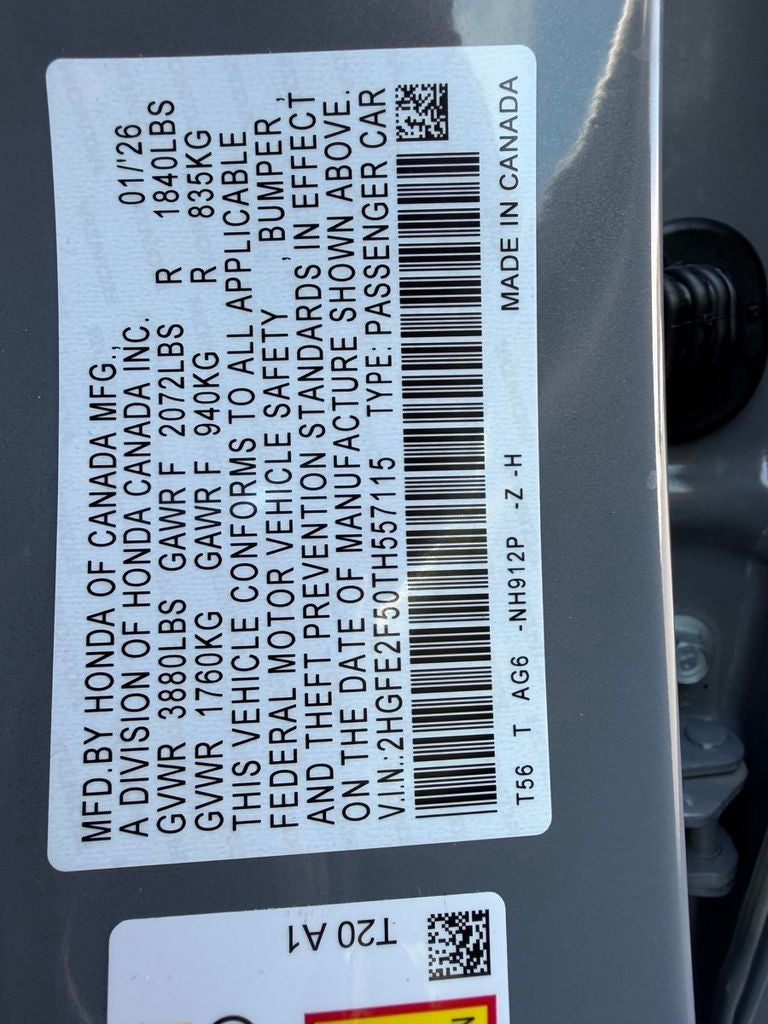 MFD.BY HONDA OF CANADA MFG., 01/'26
A DIVISION OF HONDA CANADA INC.
GVWR 3880LBS GAWR F 2072LBS R 1840LBS
GVWR 1760KG GAWR F 940KG R 835KG
THIS VEHICLE CONFORMS TO ALL APPLICABLE
FEDERAL MOTOR VEHICLE SAFETY , BUMPER ,
AND THEFT PREVENTION STANDARDS IN EFFECT
ON THE DATE OF MANUFACTURE SHOWN ABOVE.
V.I.N.:2HGFE2F50TH557115 TYPE: PASSENGER CAR
T56 T AG6 -NH912P -Z -H MADE IN CANADA
T20 A1